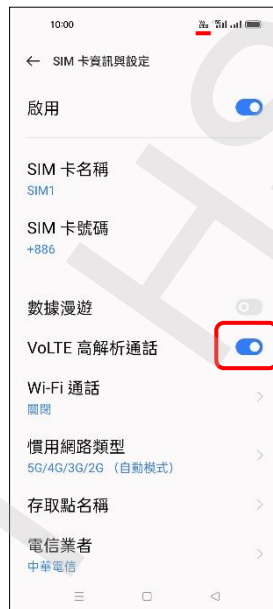 10:00
SIM 卡資訊與設定
啟用
SIM 卡名稱
SIM1
SIM 卡號碼
+886
數據漫遊
VoLTE 高解析通話
Wi-Fi 通話
關閉
慣用網路類型
5G/4G/3G/2G （自動模式）
存取點名稱
電信業者
中華電信